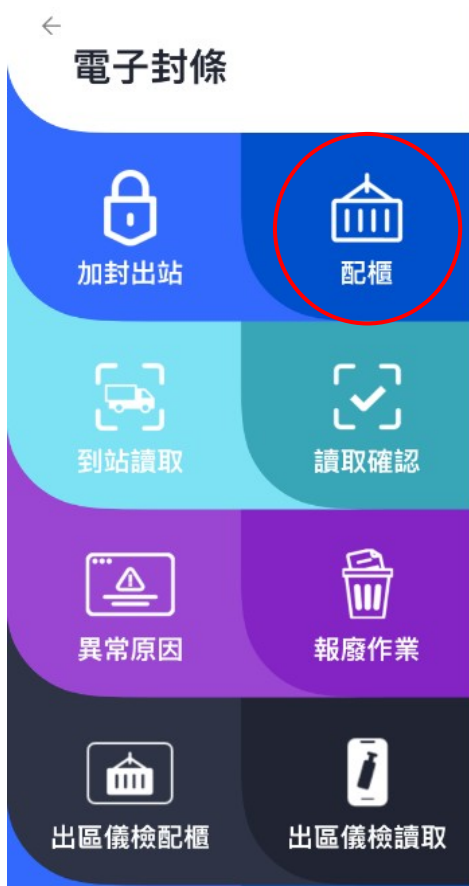 電子封條
加封出站
配櫃
到站讀取
讀取確認
異常原因
報廢作業
出區儀檢配櫃
出區儀檢讀取